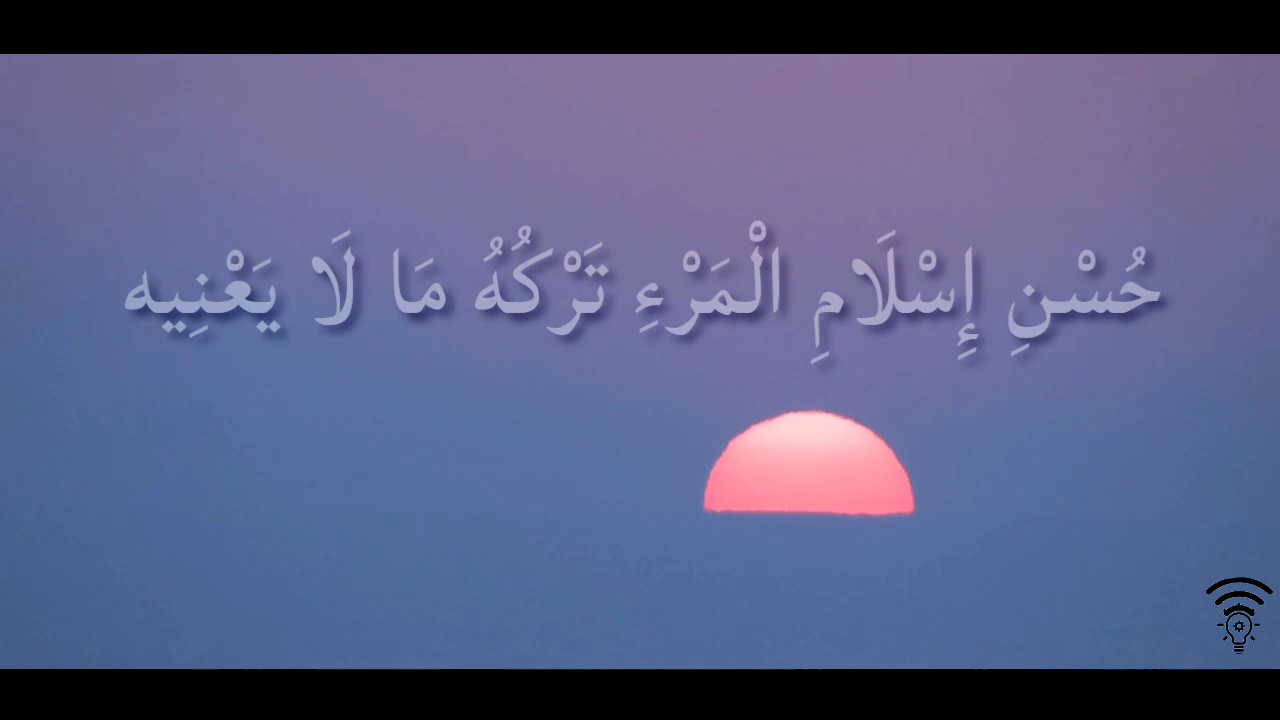 حُسْنِ إِسْلَامِ الْمَرْءِ تَرْكُهُ مَا لَا يَعْنِيه